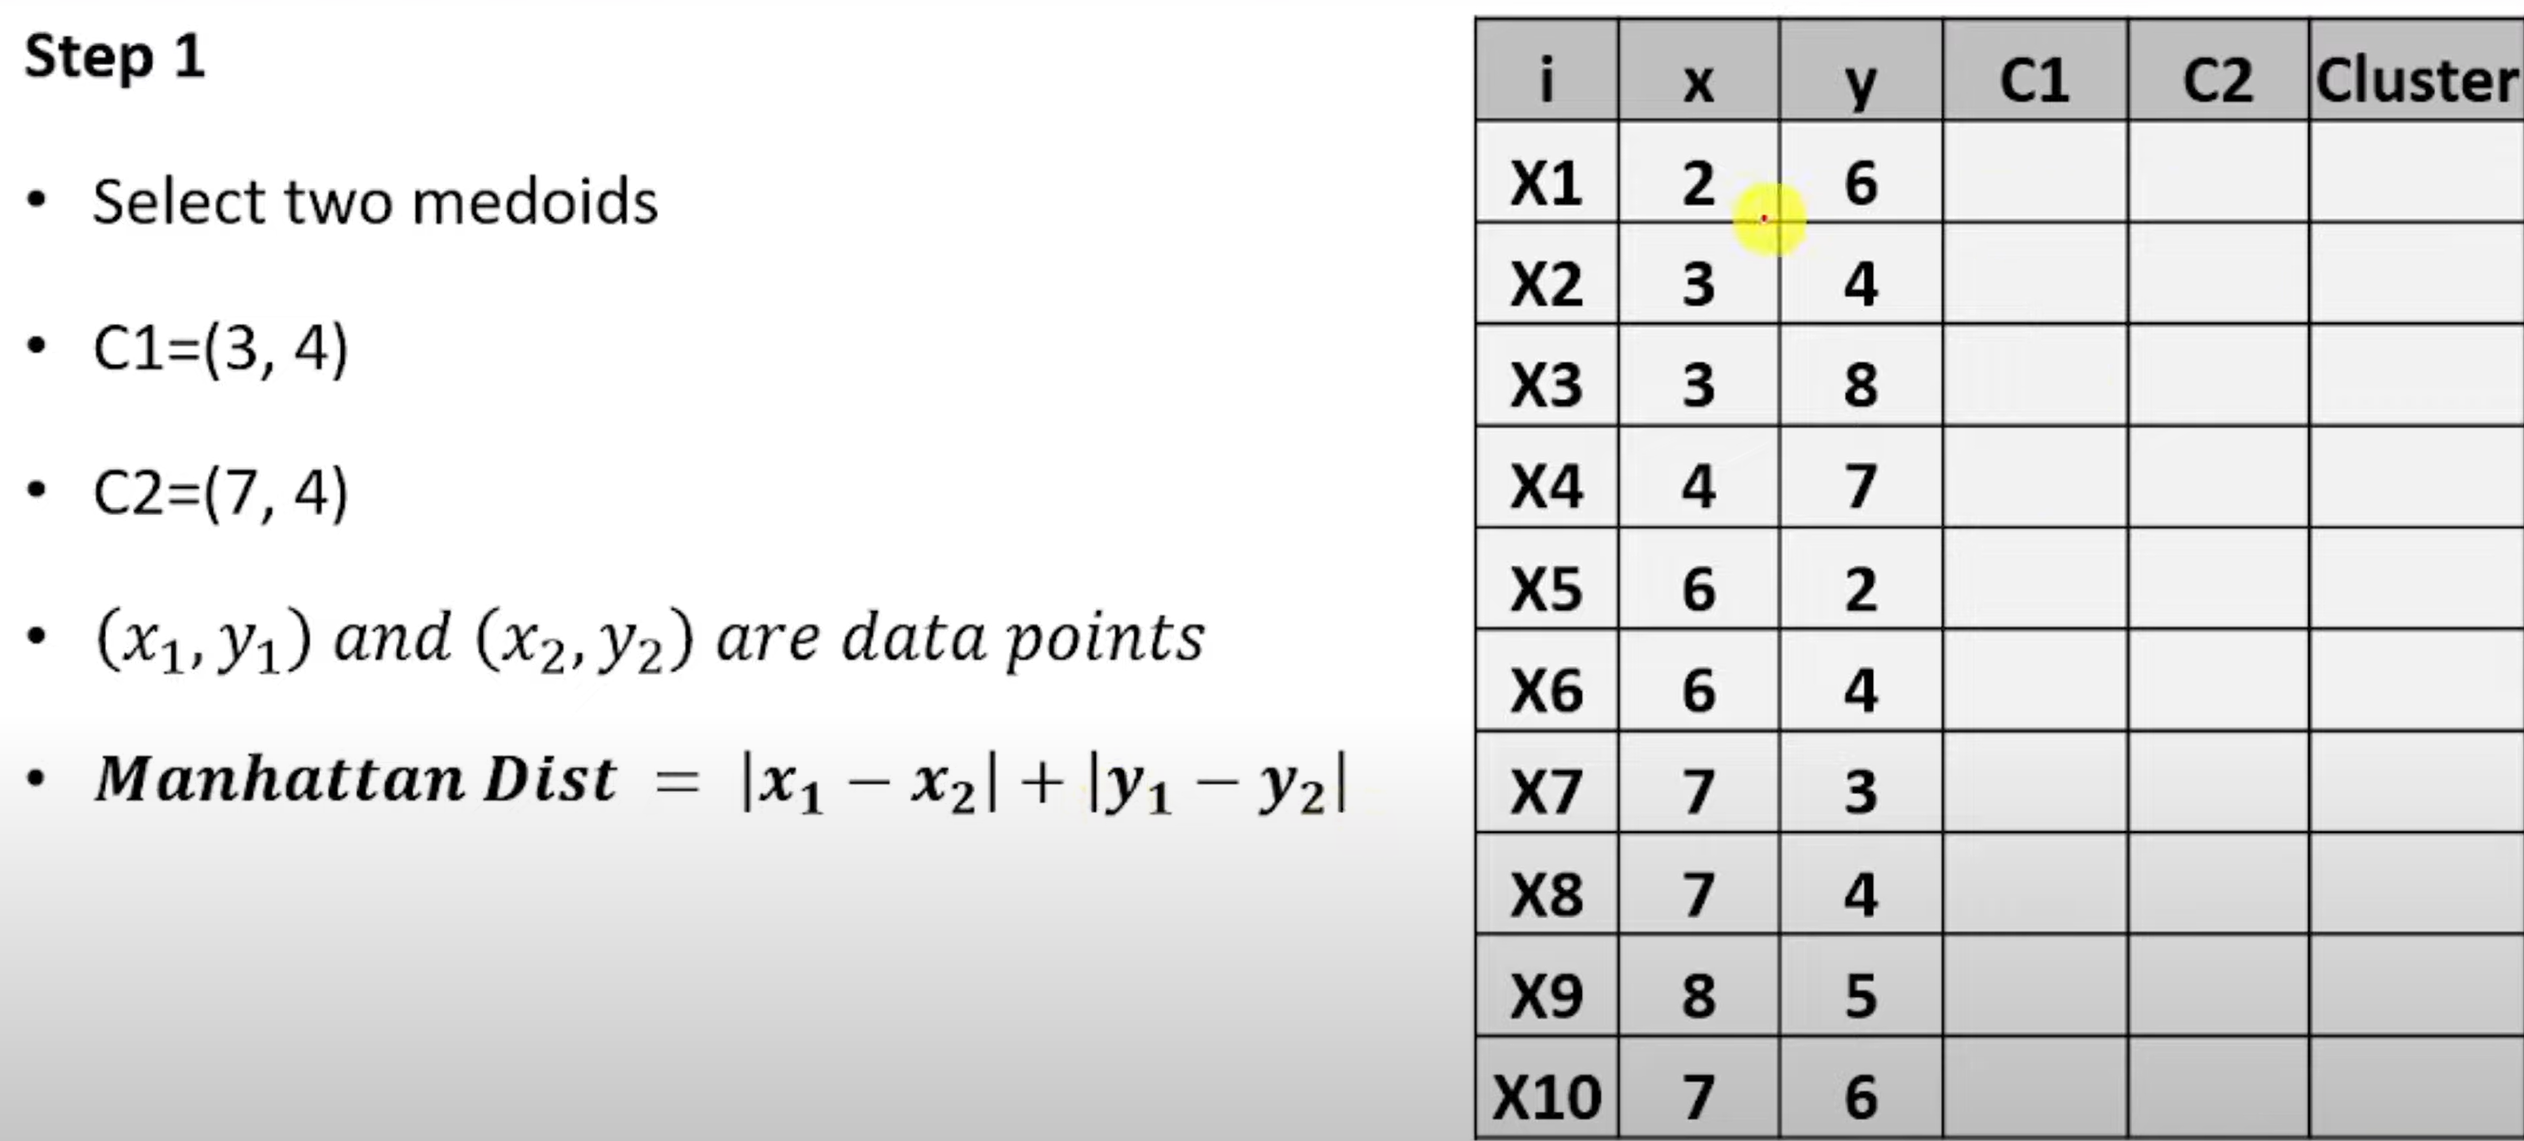 Step 1
• Select two medoids
• C1=(3, 4)
• C2=(7, 4)
• (x₁, y₁) and (x₂, y₂) are data points
• Manhattan Dist = |x₁ − x₂| + |y₁ − y₂|
i x y C1 C2 Cluster
X1 2 6
X2 3 4
X3 3 8
X4 4 7
X5 6 2
X6 6 4
X7 7 3
X8 7 4
X9 8 5
X10 7 6